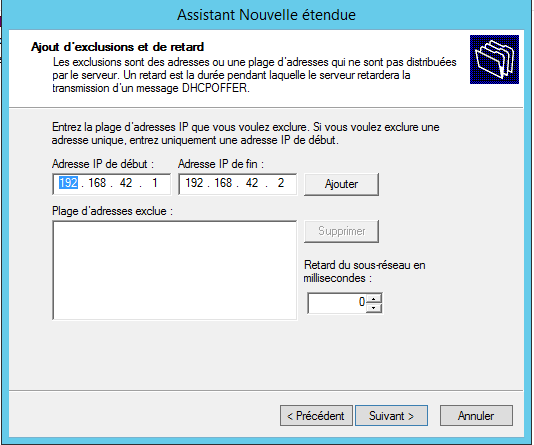 Assistant Nouvelle étendue
Ajout d'exclusions et de retard
Les exclusions sont des adresses ou une plage d'adresses qui ne sont pas distribuées
par le serveur. Un retard est la durée pendant laquelle le serveur retardera la
transmission d'un message DHCPOFFER.
Entrez la plage d'adresses IP que vous voulez exclure. Si vous voulez exclure une
adresse unique, entrez uniquement une adresse IP de début.
Adresse IP de début : Adresse IP de fin :
192 . 168 . 42 . 1 192 . 168 . 42 . 2 Ajouter
Plage d'adresses exclue :
Supprimer
Retard du sous-réseau en
millisecondes :
0
< Précédent Suivant > Annuler